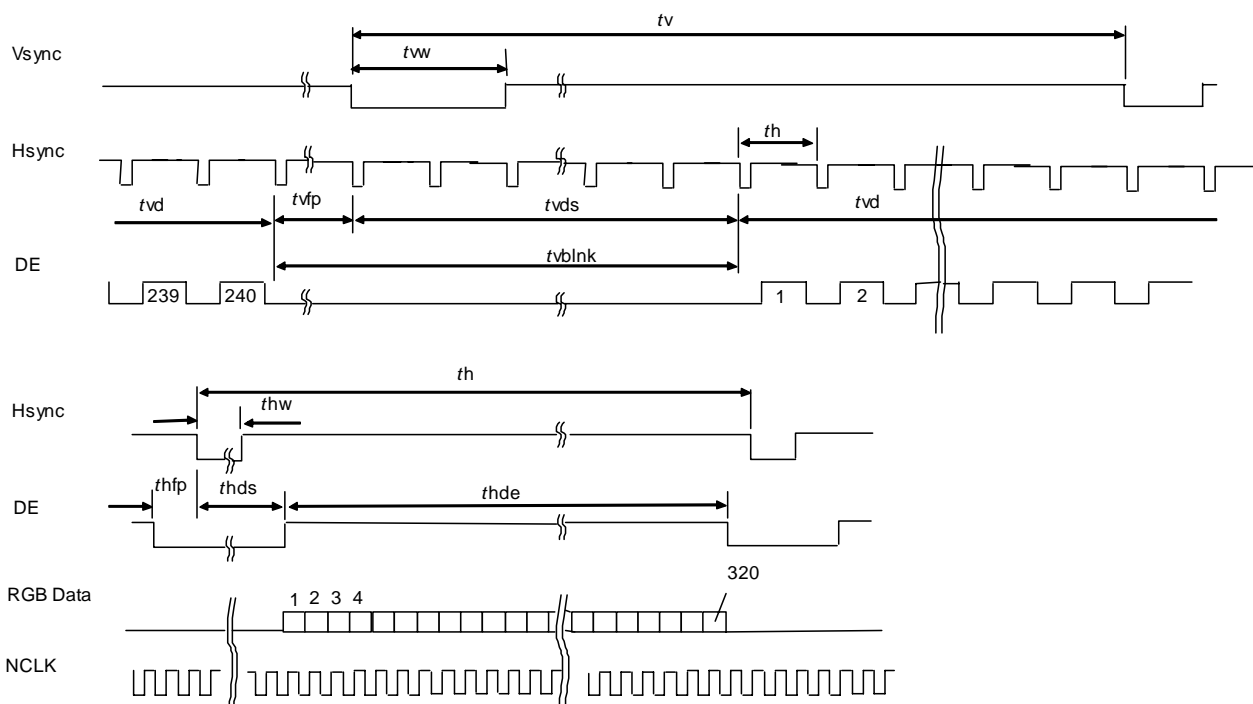 tv
Vsync
tvw
Hsync
th
tvd
tvfp
tvds
tvd
DE
tvblnk
239
240
1
2
th
Hsync
thw
thfp
thds
thde
DE
320
RGB Data
1 2 3 4
NCLK